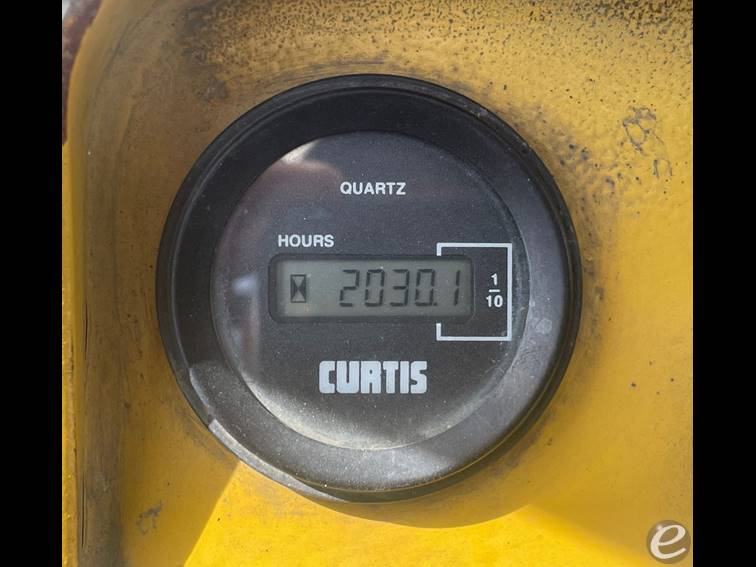 QUARTZ
HOURS
2030.1
1
10
CURTIS
e